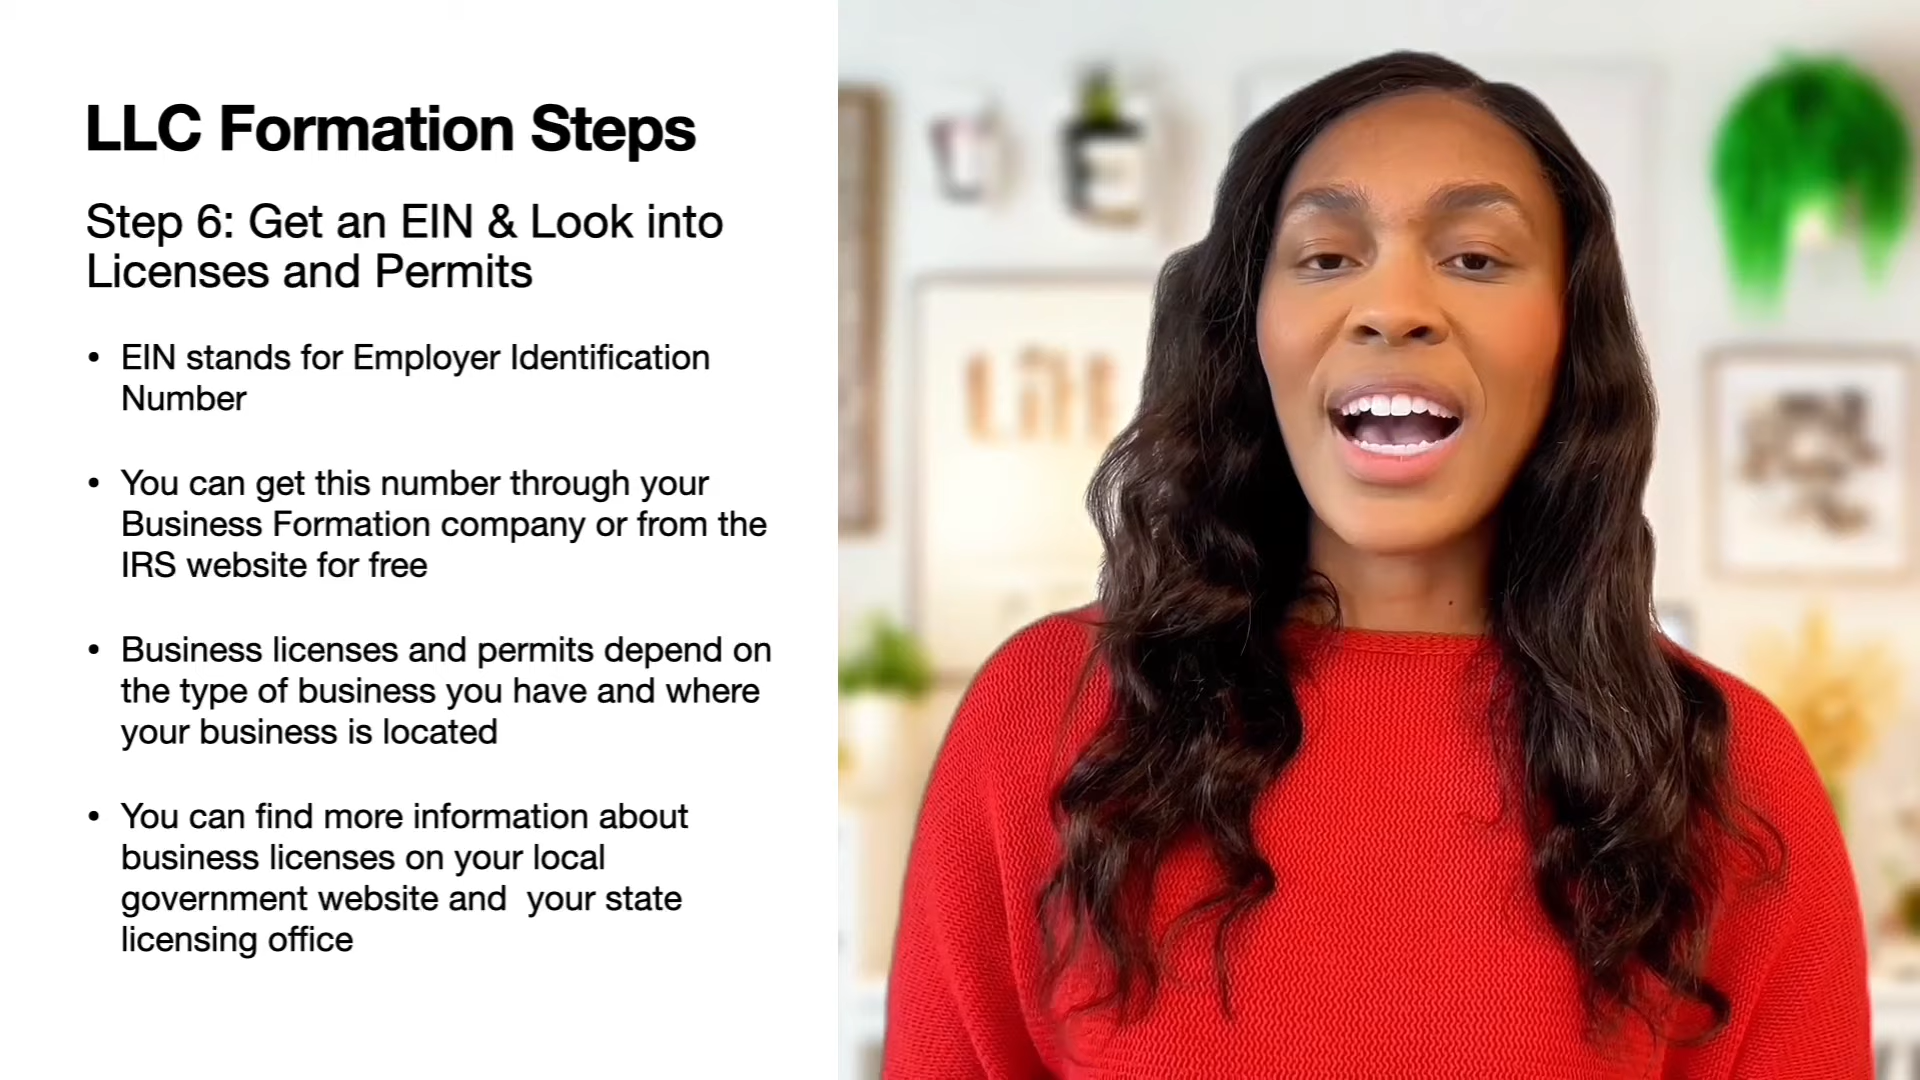 LLC Formation Steps
Step 6: Get an EIN & Look into
Licenses and Permits
• EIN stands for Employer Identification
Number
• You can get this number through your
Business Formation company or from the
IRS website for free
• Business licenses and permits depend on
the type of business you have and where
your business is located
• You can find more information about
business licenses on your local
government website and  your state
licensing office